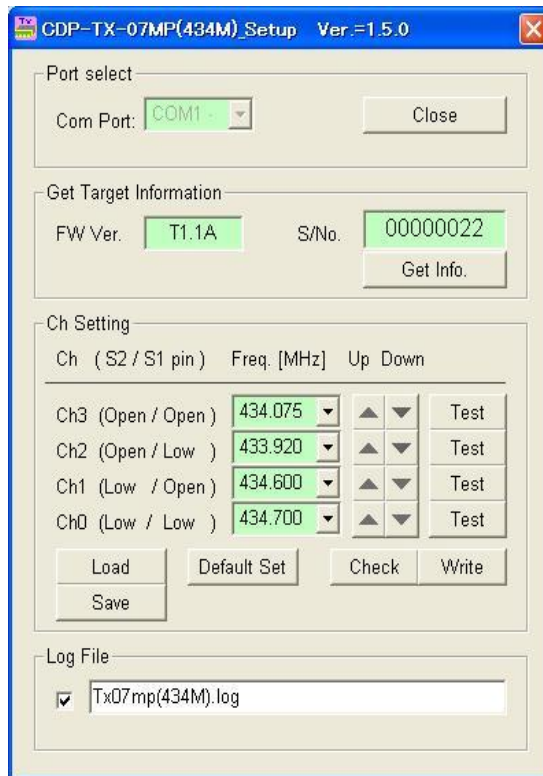 Tx
CDP-TX-07MP(434M)_Setup Ver.=1.5.0
Port select
Com Port: COM1 - Close
Get Target Information
FW Ver. T1.1A S/No. 00000022
Get Info.
Ch Setting
Ch ( S2 / S1 pin ) Freq. [MHz] Up Down
Ch3 (Open / Open ) 434.075 Test
Ch2 (Open / Low ) 433.920 Test
Ch1 (Low / Open ) 434.600 Test
Ch0 (Low / Low ) 434.700 Test
Load Default Set Check Write
Save
Log File
Tx07mp(434M).log